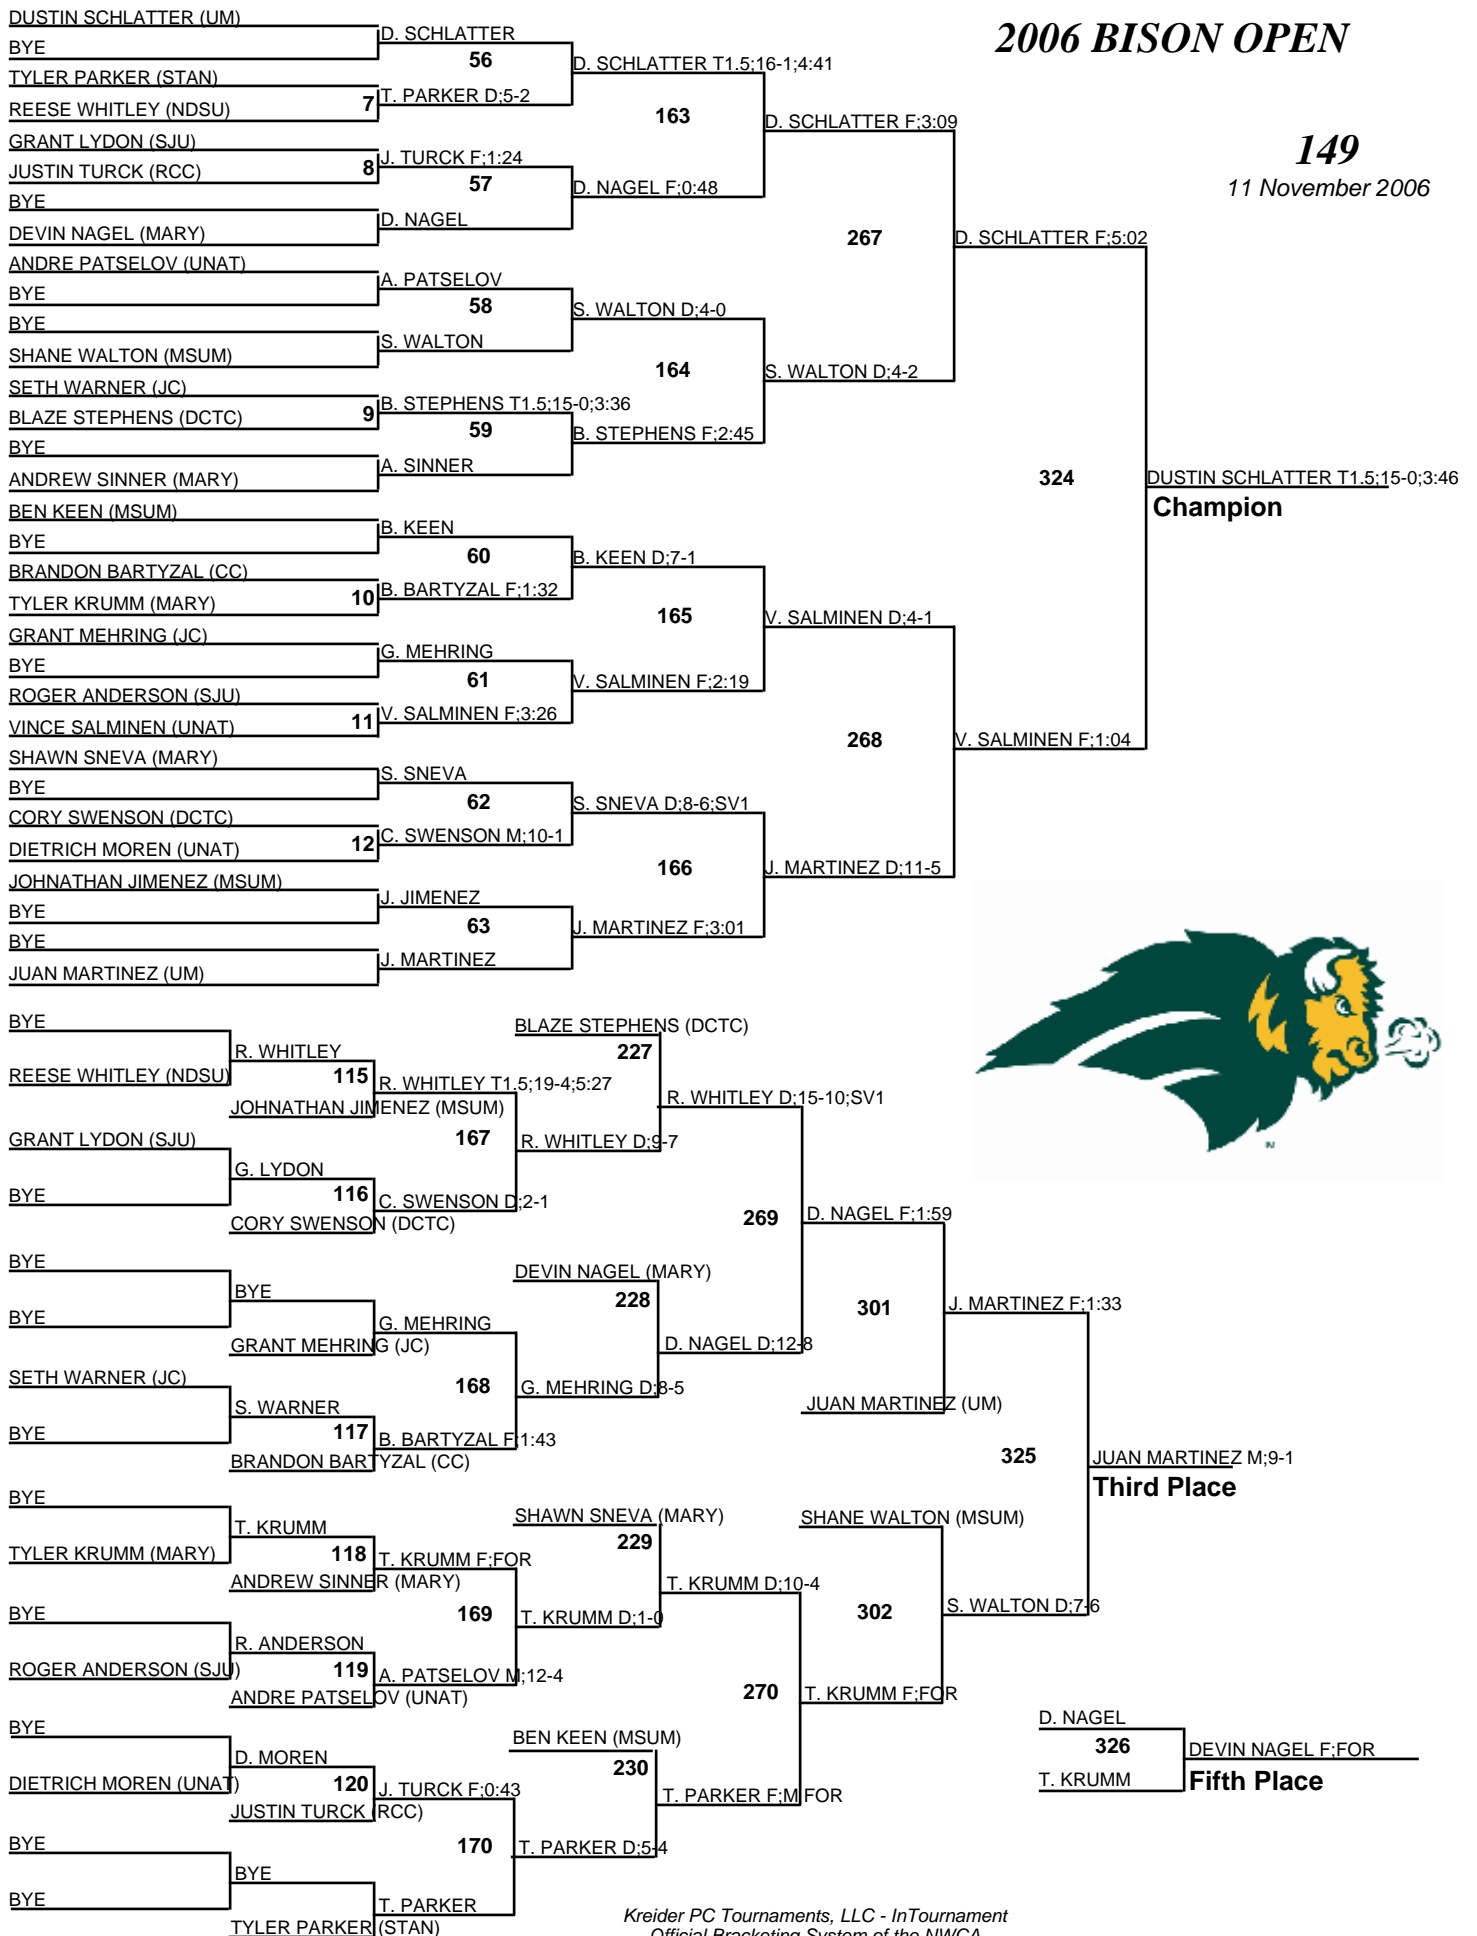 2006 BISON OPEN
149
11 November 2006
DUSTIN SCHLATTER (UM)
BYE
D. SCHLATTER
56
TYLER PARKER (STAN)
REESE WHITLEY (NDSU)
7
T. PARKER D;5-2
D. SCHLATTER T1.5;16-1;4:41
163
GRANT LYDON (SJU)
JUSTIN TURCK (RCC)
8
J. TURCK F;1:24
57
BYE
DEVIN NAGEL (MARY)
D. NAGEL
D. NAGEL F;0:48
D. SCHLATTER F;3:09
267
ANDRE PATSELOV (UNAT)
BYE
A. PATSELOV
58
BYE
SHANE WALTON (MSUM)
S. WALTON
S. WALTON D;4-0
164
SETH WARNER (JC)
BLAZE STEPHENS (DCTC)
9
B. STEPHENS T1.5;15-0;3:36
59
BYE
ANDREW SINNER (MARY)
A. SINNER
B. STEPHENS F;2:45
S. WALTON D;4-2
D. SCHLATTER F;5:02
324
DUSTIN SCHLATTER T1.5;15-0;3:46
Champion
BEN KEEN (MSUM)
BYE
B. KEEN
60
BRANDON BARTYZAL (CC)
TYLER KRUMM (MARY)
10
B. BARTYZAL F;1:32
B. KEEN D;7-1
165
GRANT MEHRING (JC)
BYE
G. MEHRING
61
ROGER ANDERSON (SJU)
VINCE SALMINEN (UNAT)
11
V. SALMINEN F;3:26
V. SALMINEN F;2:19
V. SALMINEN D;4-1
268
SHAWN SNEVA (MARY)
BYE
S. SNEVA
62
CORY SWENSON (DCTC)
DIETRICH MOREN (UNAT)
12
C. SWENSON M;10-1
S. SNEVA D;8-6;SV1
166
JOHNATHAN JIMENEZ (MSUM)
BYE
J. JIMENEZ
63
BYE
JUAN MARTINEZ (UM)
J. MARTINEZ
J. MARTINEZ F;3:01
J. MARTINEZ D;11-5
V. SALMINEN F;1:04
BYE
REESE WHITLEY (NDSU)
R. WHITLEY
115
JOHNATHAN JIMENEZ (MSUM)
R. WHITLEY T1.5;19-4;5:27
167
GRANT LYDON (SJU)
BYE
G. LYDON
116
CORY SWENSON (DCTC)
C. SWENSON D;2-1
BLAZE STEPHENS (DCTC)
227
R. WHITLEY D;9-7
R. WHITLEY D;15-10;SV1
269
BYE
BYE
BYE
GRANT MEHRING (JC)
G. MEHRING
168
SETH WARNER (JC)
BYE
S. WARNER
117
BRANDON BARTYZAL (CC)
B. BARTYZAL F;1:43
DEVIN NAGEL (MARY)
228
G. MEHRING D;8-5
D. NAGEL D;12-8
D. NAGEL F;1:59
301
JUAN MARTINEZ (UM)
J. MARTINEZ F;1:33
325
JUAN MARTINEZ M;9-1
Third Place
BYE
TYLER KRUMM (MARY)
T. KRUMM
118
ANDREW SINNER (MARY)
T. KRUMM F;FOR
169
BYE
ROGER ANDERSON (SJU)
R. ANDERSON
119
ANDRE PATSELOV (UNAT)
A. PATSELOV M;12-4
SHAWN SNEVA (MARY)
229
T. KRUMM D;1-0
T. KRUMM D;10-4
270
SHANE WALTON (MSUM)
302
T. KRUMM F;FOR
S. WALTON D;7-6
BYE
DIETRICH MOREN (UNAT)
D. MOREN
120
JUSTIN TURCK (RCC)
J. TURCK F;0:43
170
BYE
BYE
BYE
TYLER PARKER (STAN)
T. PARKER
BEN KEEN (MSUM)
230
T. PARKER D;5-4
T. PARKER F;M FOR
D. NAGEL
326
T. KRUMM
DEVIN NAGEL F;FOR
Fifth Place
Kreider PC Tournaments, LLC - InTournament
Official Bracketing System of the NWCA